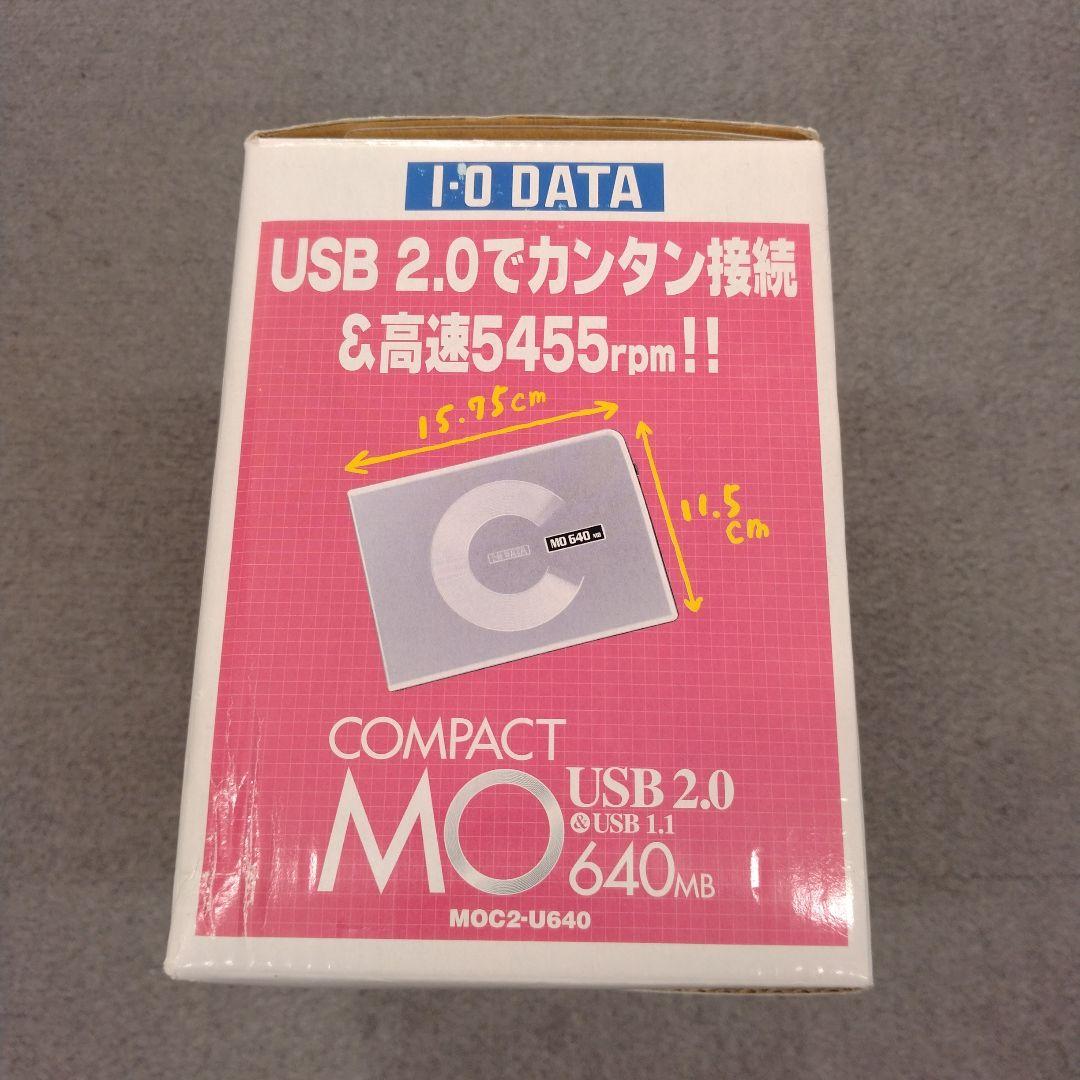 I·O DATA
USB 2.0でカンタン接続
&高速5455rpm!!
15.75cm
11.5
cm
MO 640 MB
I·O DATA
COMPACT
MO
USB 2.0
& USB 1.1
640MB
MOC2-U640